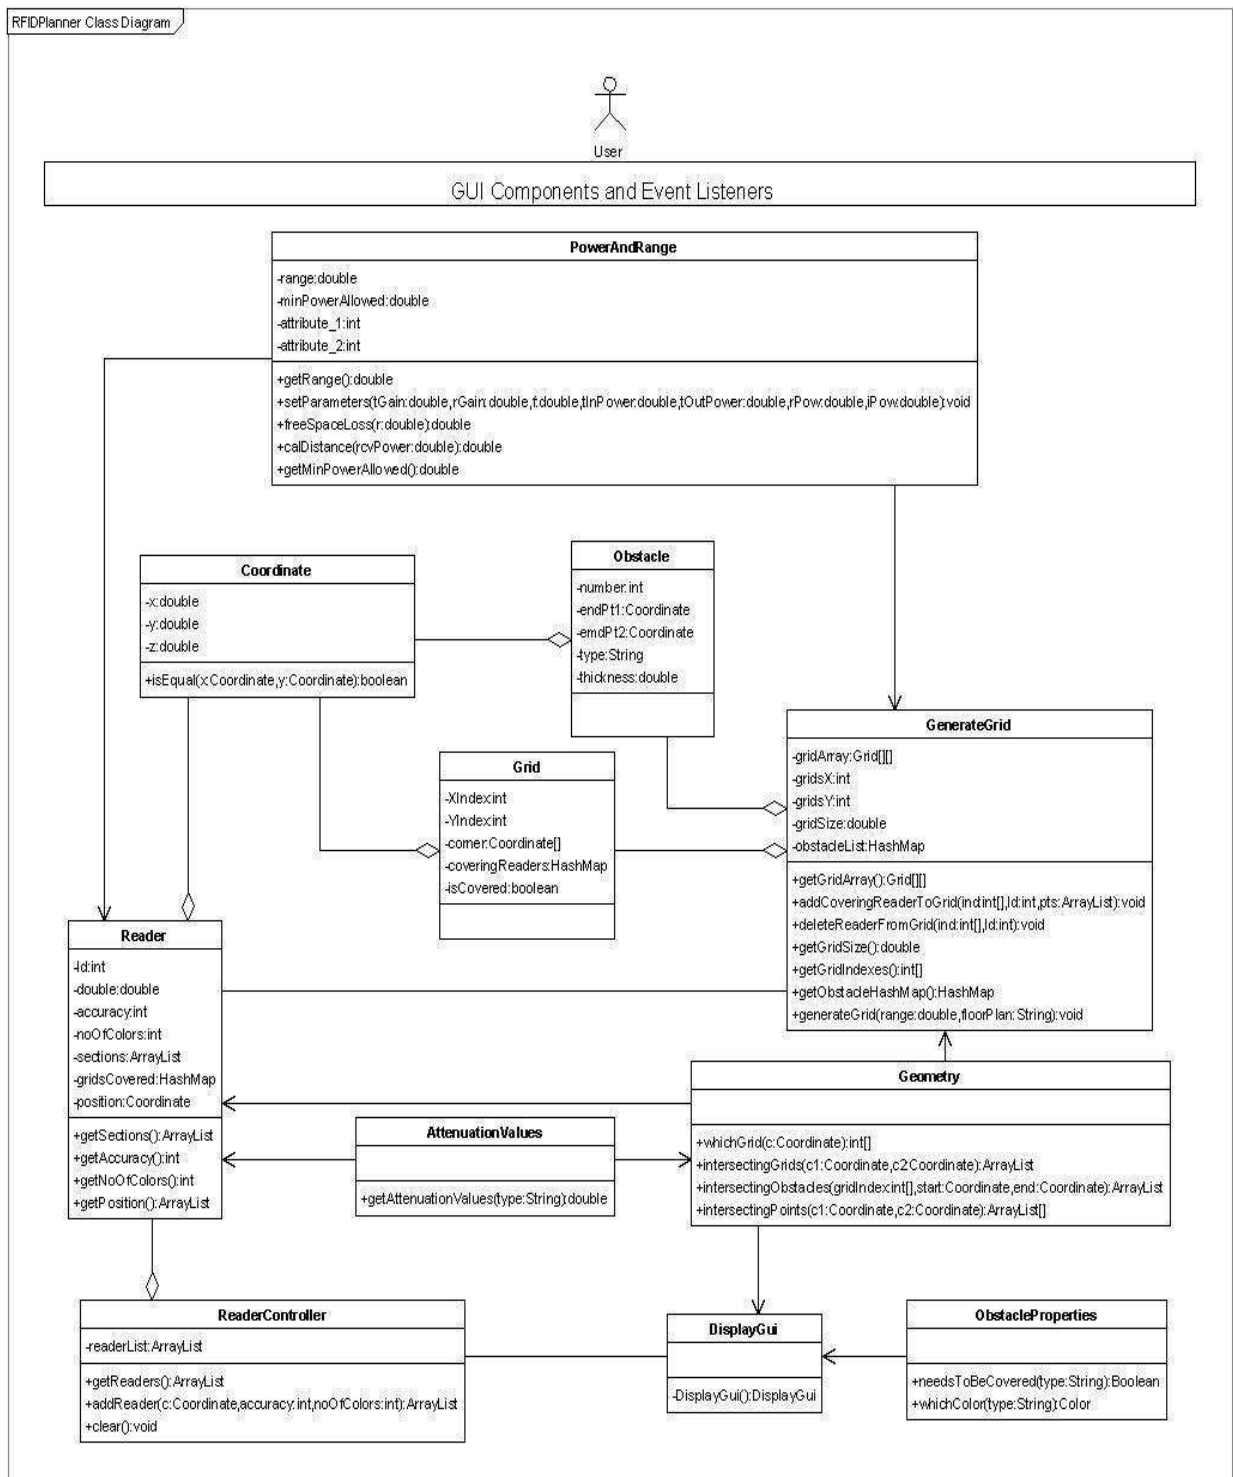 RFIDPlanner Class Diagram
User
GUI Components and Event Listeners
PowerAndRange
-range:double
-minPowerAllowed:double
-attribute_1:int
-attribute_2:int
+getRange():double
+setParameters(tGain:double,rGain:double,f:double,tInPower:double,tOutPower:double,rPow:double,iPow:double):void
+freeSpaceLoss(r:double):double
+calDistance(rcvPower:double):double
+getMinPowerAllowed():double
Coordinate
-x:double
-y:double
-z:double
+isEqual(x:Coordinate,y:Coordinate):boolean
Obstacle
-number:int
-endPt1:Coordinate
-emdPt2:Coordinate
-type:String
-thickness:double
Grid
-XIndex:int
-YIndex:int
-corner:Coordinate[]
-coveringReaders:HashMap
-isCovered:boolean
GenerateGrid
-gridArray:Grid[][]
-gridsX:int
-gridsY:int
-gridSize:double
-obstacleList:HashMap
+getGridArray():Grid[][]
+addCoveringReaderToGrid(ind:int[],Id:int,pts:ArrayList):void
+deleteReaderFromGrid(ind:int[],Id:int):void
+getGridSize():double
+getGridIndexes():int[]
+getObstacleHashMap():HashMap
+generateGrid(range:double,floorPlan:String):void
Reader
-Id:int
-double:double
-accuracy:int
-noOfColors:int
-sections:ArrayList
-gridsCovered:HashMap
-position:Coordinate
+getSections():ArrayList
+getAccuracy():int
+getNoOfColors():int
+getPosition():ArrayList
AttenuationValues
+getAttenuationValues(type:String):double
Geometry
+whichGrid(c:Coordinate):int[]
+intersectingGrids(c1:Coordinate,c2:Coordinate):ArrayList
+intersectingObstacles(gridIndex:int[],start:Coordinate,end:Coordinate):ArrayList
+intersectingPoints(c1:Coordinate,c2:Coordinate):ArrayList[]
ReaderController
-readerList:ArrayList
+getReaders():ArrayList
+addReader(c:Coordinate,accuracy:int,noOfColors:int):ArrayList
+clear():void
DisplayGui
-DisplayGui():DisplayGui
ObstacleProperties
+needsToBeCovered(type:String):Boolean
+whichColor(type:String):Color